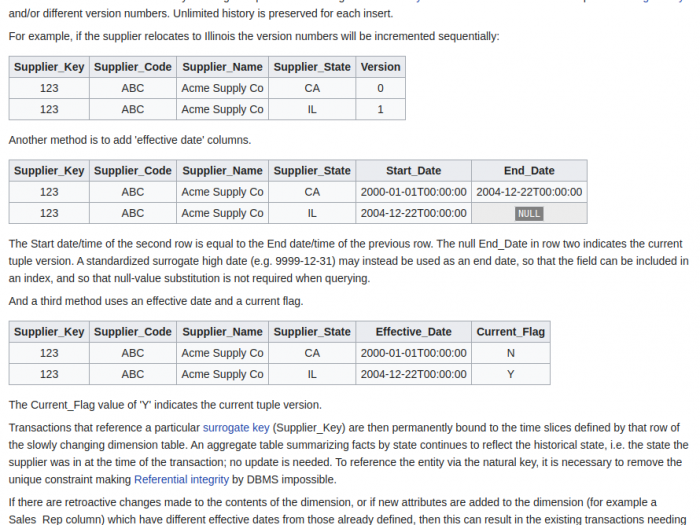 and/or different version numbers. Unlimited history is preserved for each insert.
For example, if the supplier relocates to Illinois the version numbers will be incremented sequentially:
Supplier_Key Supplier_Code Supplier_Name Supplier_State Version
123 ABC Acme Supply Co CA 0
123 ABC Acme Supply Co IL 1
Another method is to add 'effective date' columns.
Supplier_Key Supplier_Code Supplier_Name Supplier_State Start_Date End_Date
123 ABC Acme Supply Co CA 2000-01-01T00:00:00 2004-12-22T00:00:00
123 ABC Acme Supply Co IL 2004-12-22T00:00:00 NULL
The Start date/time of the second row is equal to the End date/time of the previous row. The null End_Date in row two indicates the current
tuple version. A standardized surrogate high date (e.g. 9999-12-31) may instead be used as an end date, so that the field can be included in
an index, and so that null-value substitution is not required when querying.
And a third method uses an effective date and a current flag.
Supplier_Key Supplier_Code Supplier_Name Supplier_State Effective_Date Current_Flag
123 ABC Acme Supply Co CA 2000-01-01T00:00:00 N
123 ABC Acme Supply Co IL 2004-12-22T00:00:00 Y
The Current_Flag value of 'Y' indicates the current tuple version.
Transactions that reference a particular surrogate key (Supplier_Key) are then permanently bound to the time slices defined by that row of
the slowly changing dimension table. An aggregate table summarizing facts by state continues to reflect the historical state, i.e. the state the
supplier was in at the time of the transaction; no update is needed. To reference the entity via the natural key, it is necessary to remove the
unique constraint making Referential integrity by DBMS impossible.
If there are retroactive changes made to the contents of the dimension, or if new attributes are added to the dimension (for example a
Sales_Rep column) which have different effective dates from those already defined, then this can result in the existing transactions needing